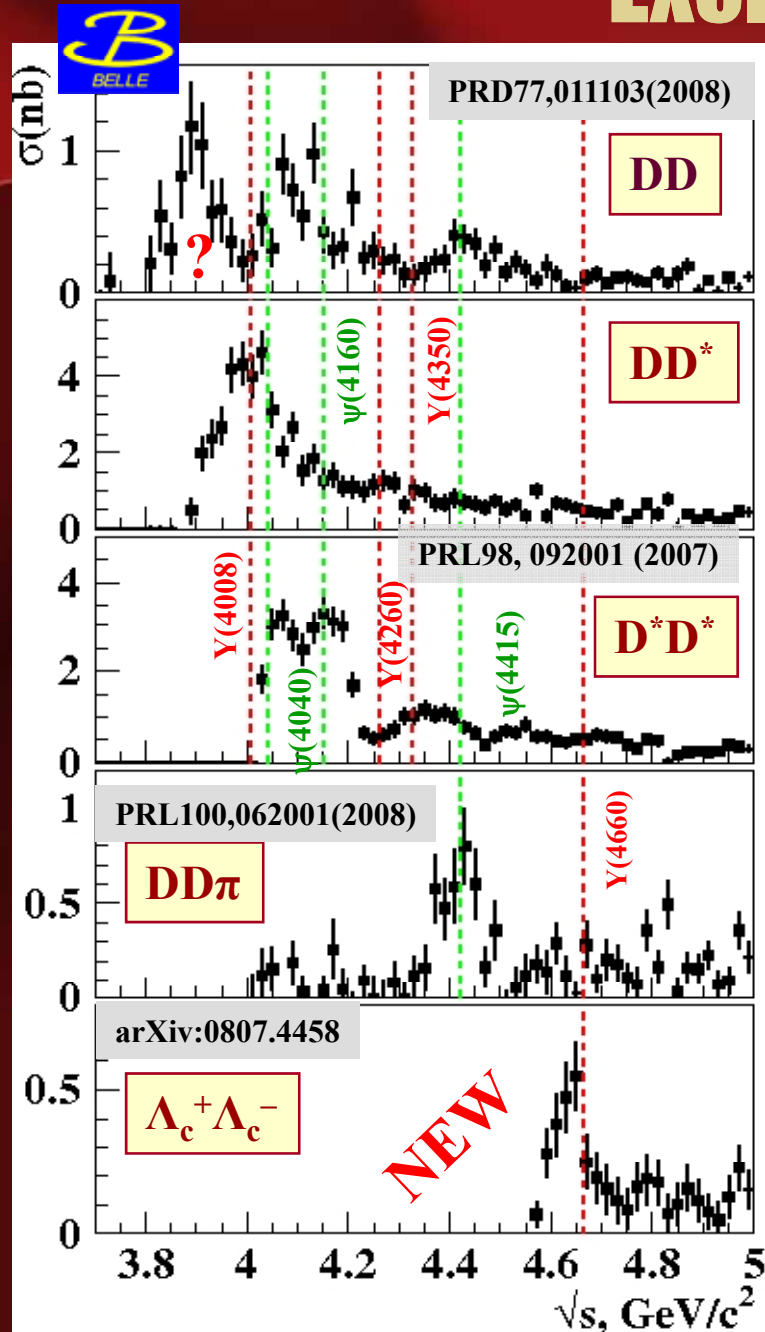 BELLE
σ(nb)
PRD77,011103(2008)
DD
1
?
0
DD*
ψ(4160)
Y(4350)
4
2
0
PRL98, 092001 (2007)
D*D*
Y(4008)
ψ(4040)
Y(4260)
ψ(4415)
4
2
0
PRL100,062001(2008)
DDπ
Y(4660)
1
0.5
0
arXiv:0807.4458
Λc+Λc−
NEW
0.5
0
3.8 4 4.2 4.4 4.6 4.8 5
√s, GeV/c²